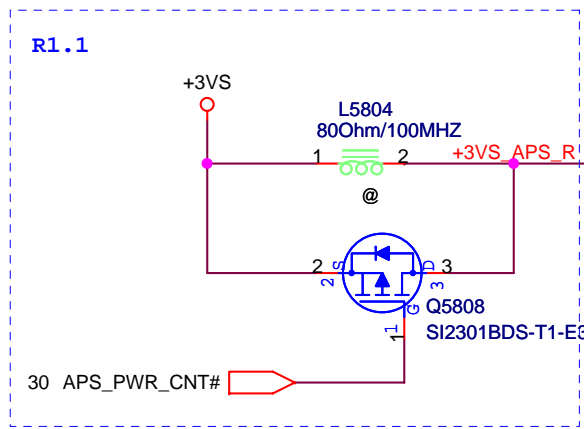 R1.1
+3VS
L5804
80Ohm/100MHZ
1 2 +3VS_APS_R
@
2 S D 3
2 3
G
Q5808
1 SI2301BDS-T1-E3
1
30 APS_PWR_CNT#